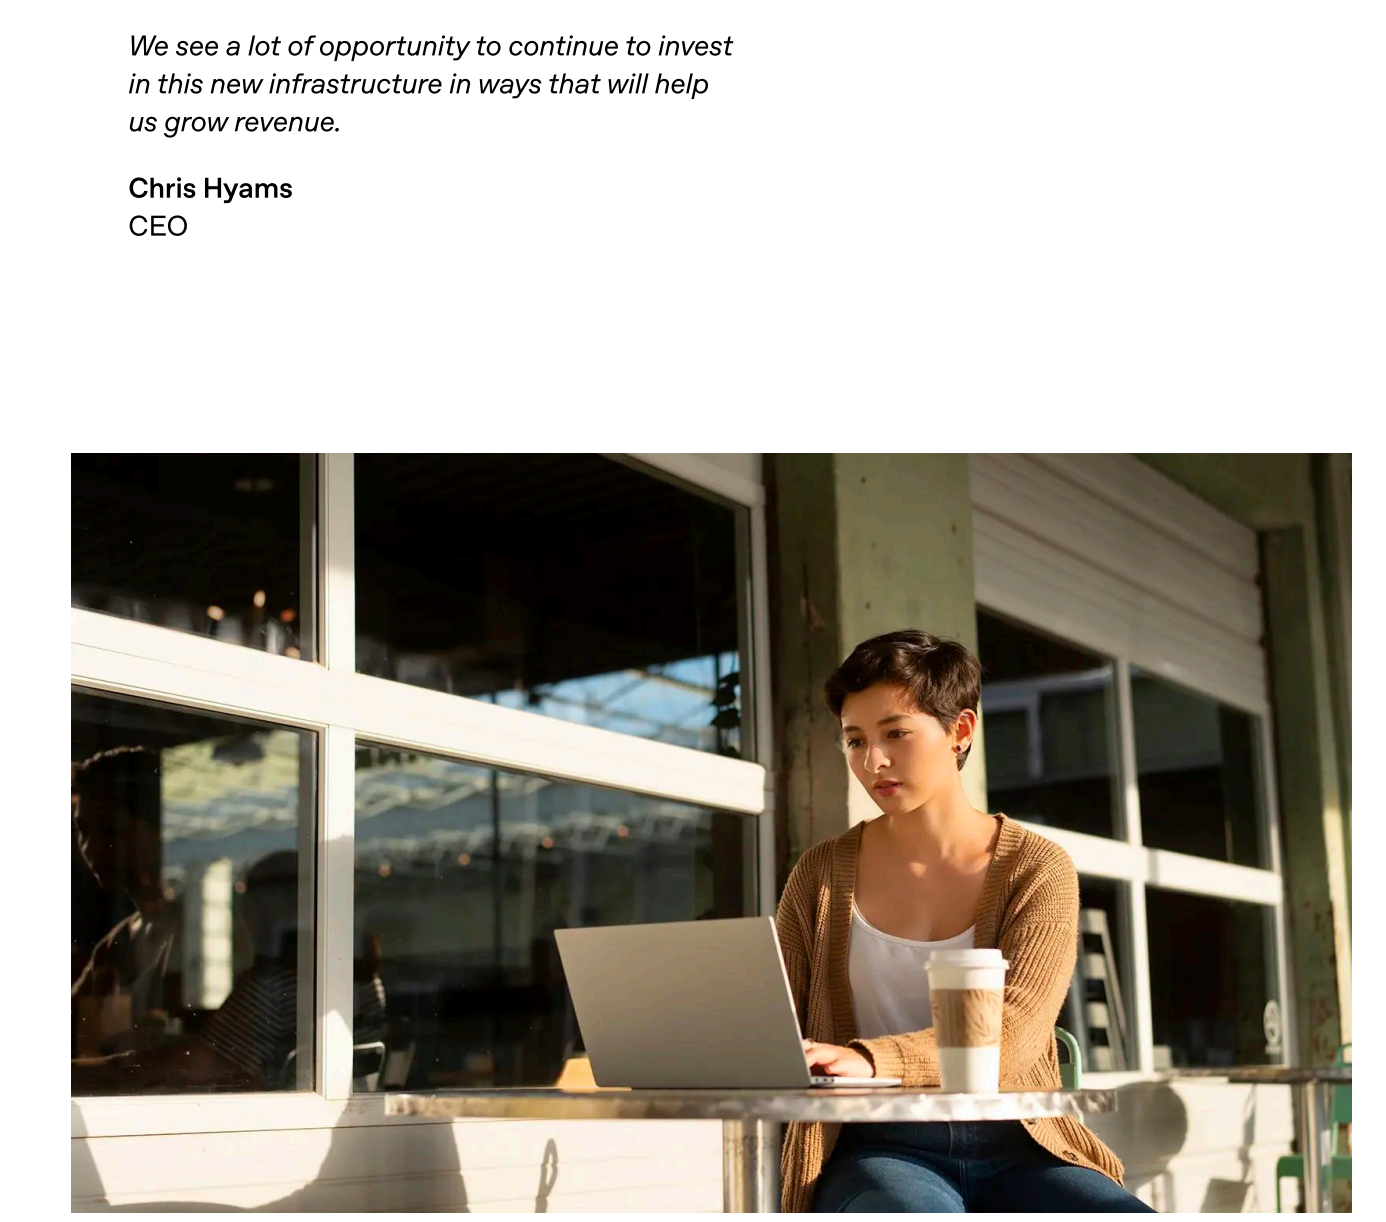 We see a lot of opportunity to continue to invest
in this new infrastructure in ways that will help
us grow revenue.
Chris Hyams
CEO